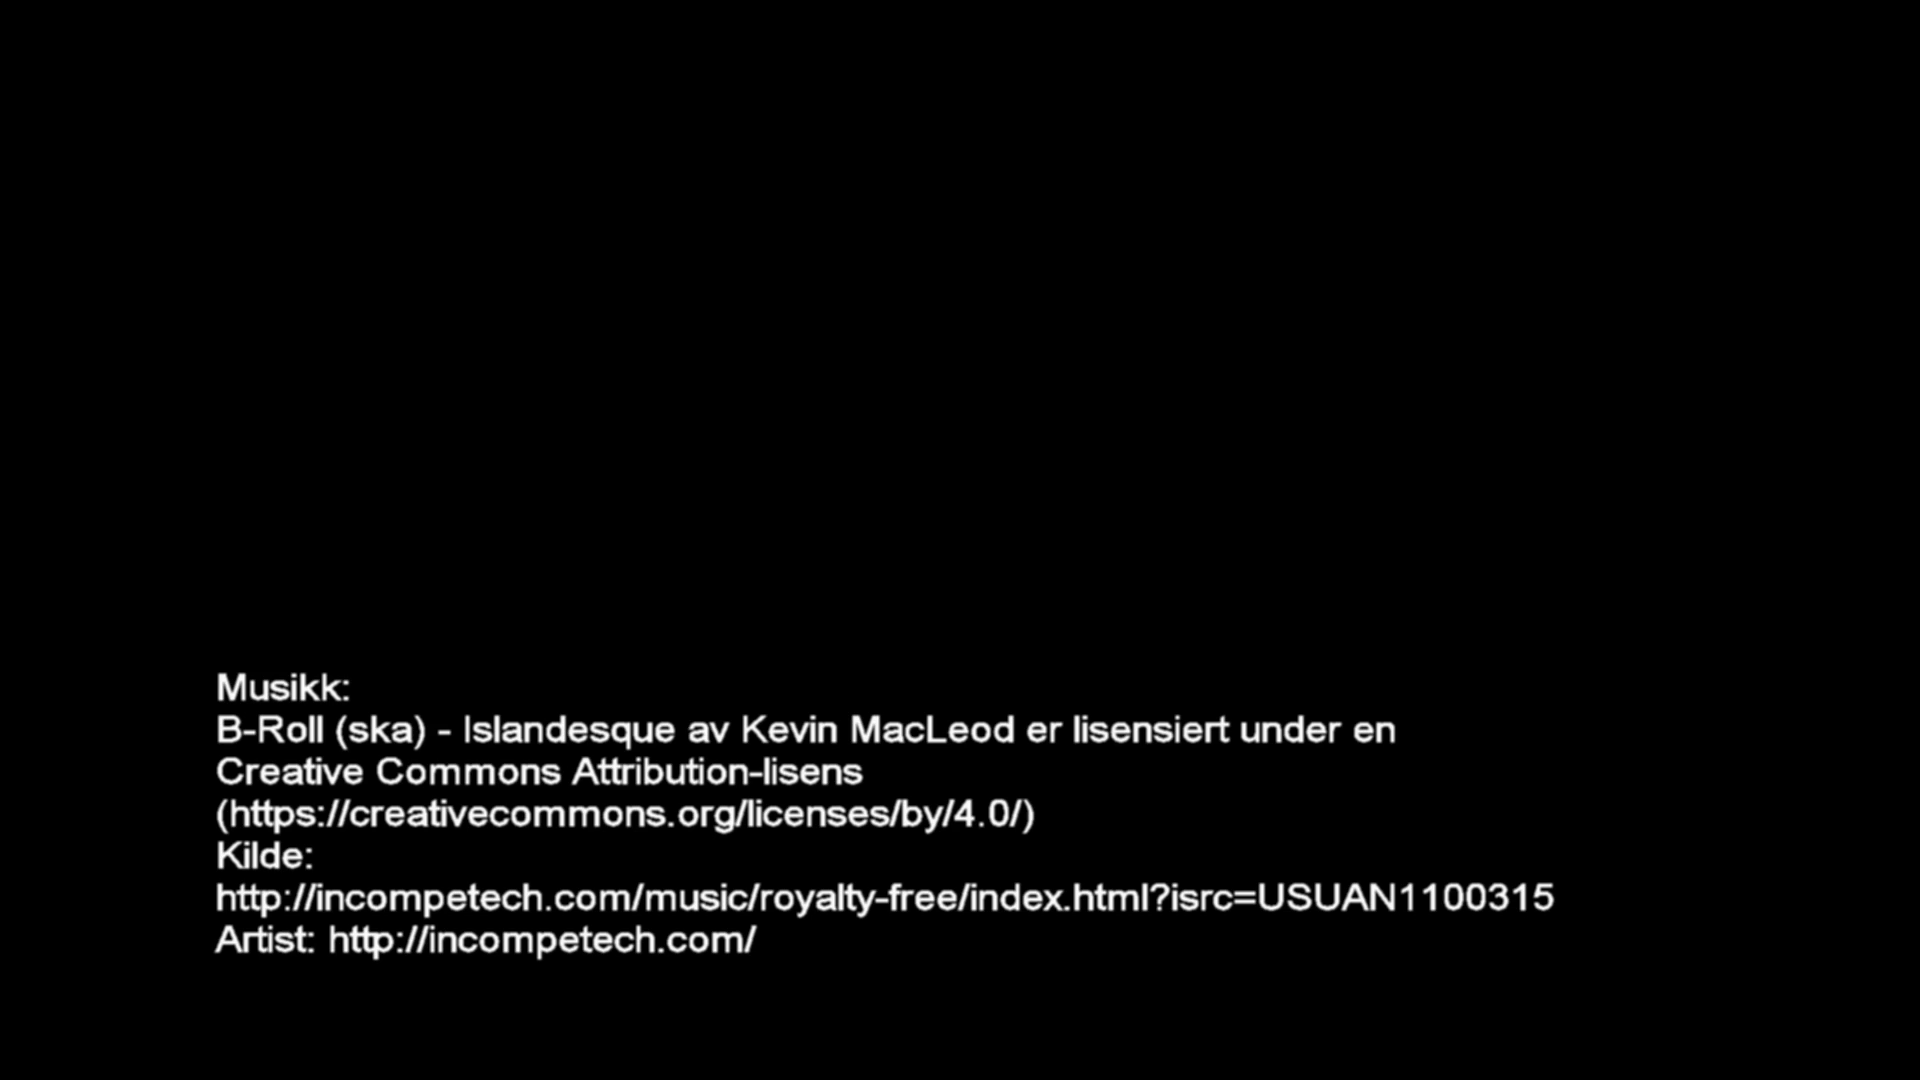 Musikk:
B-Roll (ska) - Islandesque av Kevin MacLeod er lisensiert under en
Creative Commons Attribution-lisens
(https://creativecommons.org/licenses/by/4.0/)
Kilde:
http://incompetech.com/music/royalty-free/index.html?isrc=USUAN1100315
Artist: http://incompetech.com/